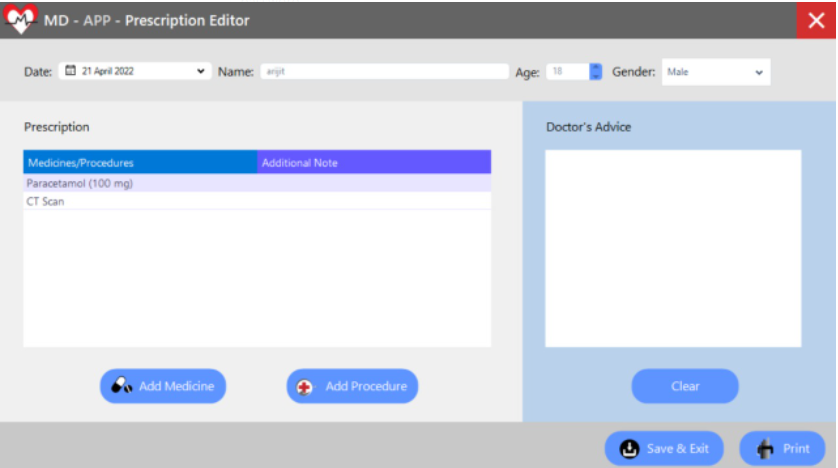 MD - APP - Prescription Editor
Date: 21 April 2022 Name: arijit Age: 18 Gender: Male
Prescription
Medicines/Procedures Additional Note
Paracetamol (100 mg)
CT Scan
Add Medicine Add Procedure
Doctor's Advice
Clear
Save & Exit Print